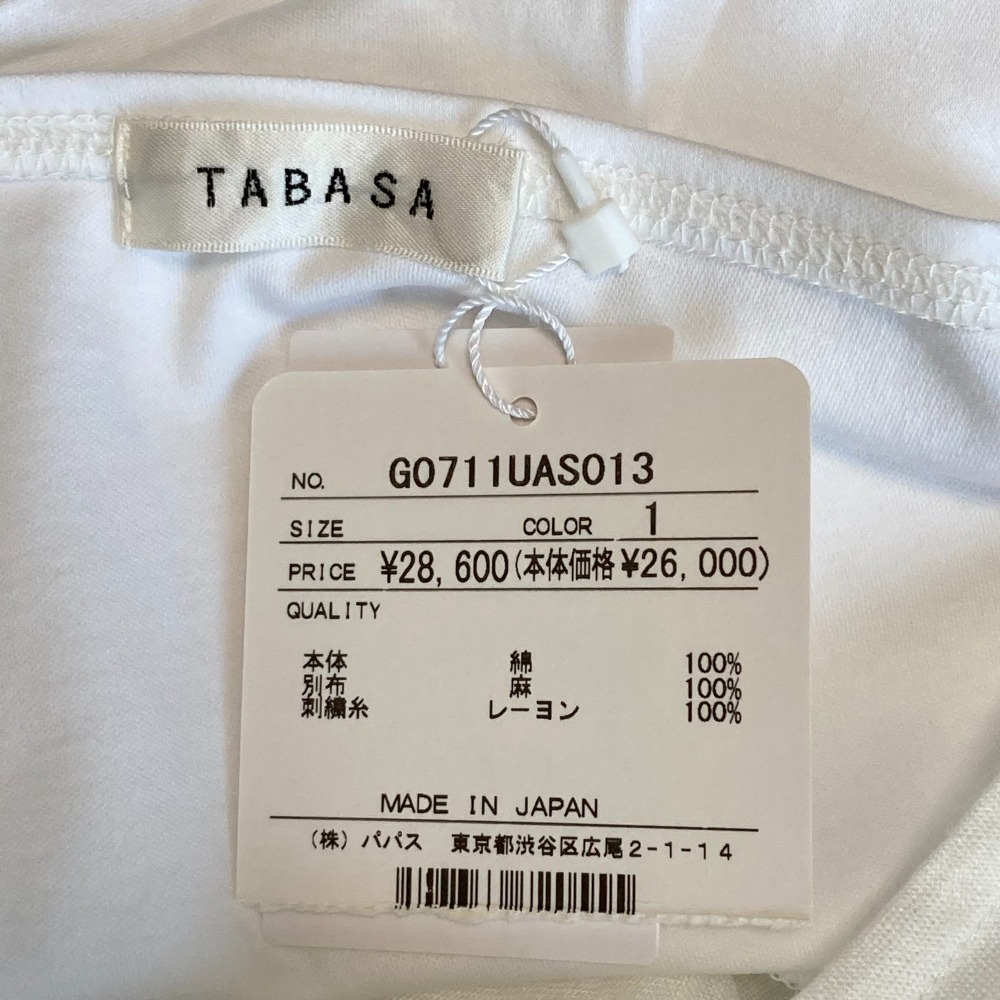 TABASA
NO. G0711UAS013
SIZE COLOR 1
PRICE ¥28,600(本体価格¥26,000)
QUALITY
本体 綿 100%
別布 麻 100%
刺繍糸 レーヨン 100%
MADE IN JAPAN
(株)パパス 東京都渋谷区広尾2-1-14